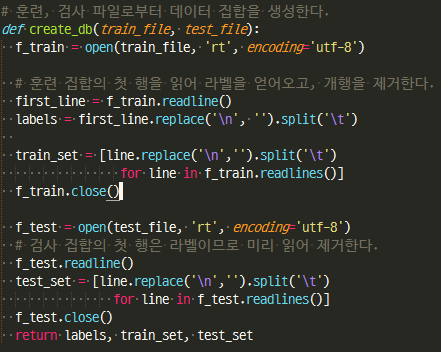 # 훈련, 검사 파일로부터 데이터 집합을 생성한다.
def create_db(train_file, test_file):
  f_train = open(train_file, 'rt', encoding='utf-8')

  # 훈련 집합의 첫 행을 읽어 라벨을 얻어오고, 개행을 제거한다.
  first_line = f_train.readline()
  labels = first_line.replace('\n', '').split('\t')

  train_set = [line.replace('\n','').split('\t')
               for line in f_train.readlines()]
  f_train.close()

  f_test = open(test_file, 'rt', encoding='utf-8')
  # 검사 집합의 첫 행은 라벨이므로 미리 읽어 제거한다.
  f_test.readline()
  test_set = [line.replace('\n','').split('\t')
              for line in f_test.readlines()]
  f_test.close()
  return labels, train_set, test_set